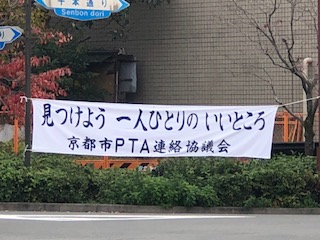 千本通り
Senbon dori
見つけよう 一人ひとりの いいところ
京都市PTA連絡協議会